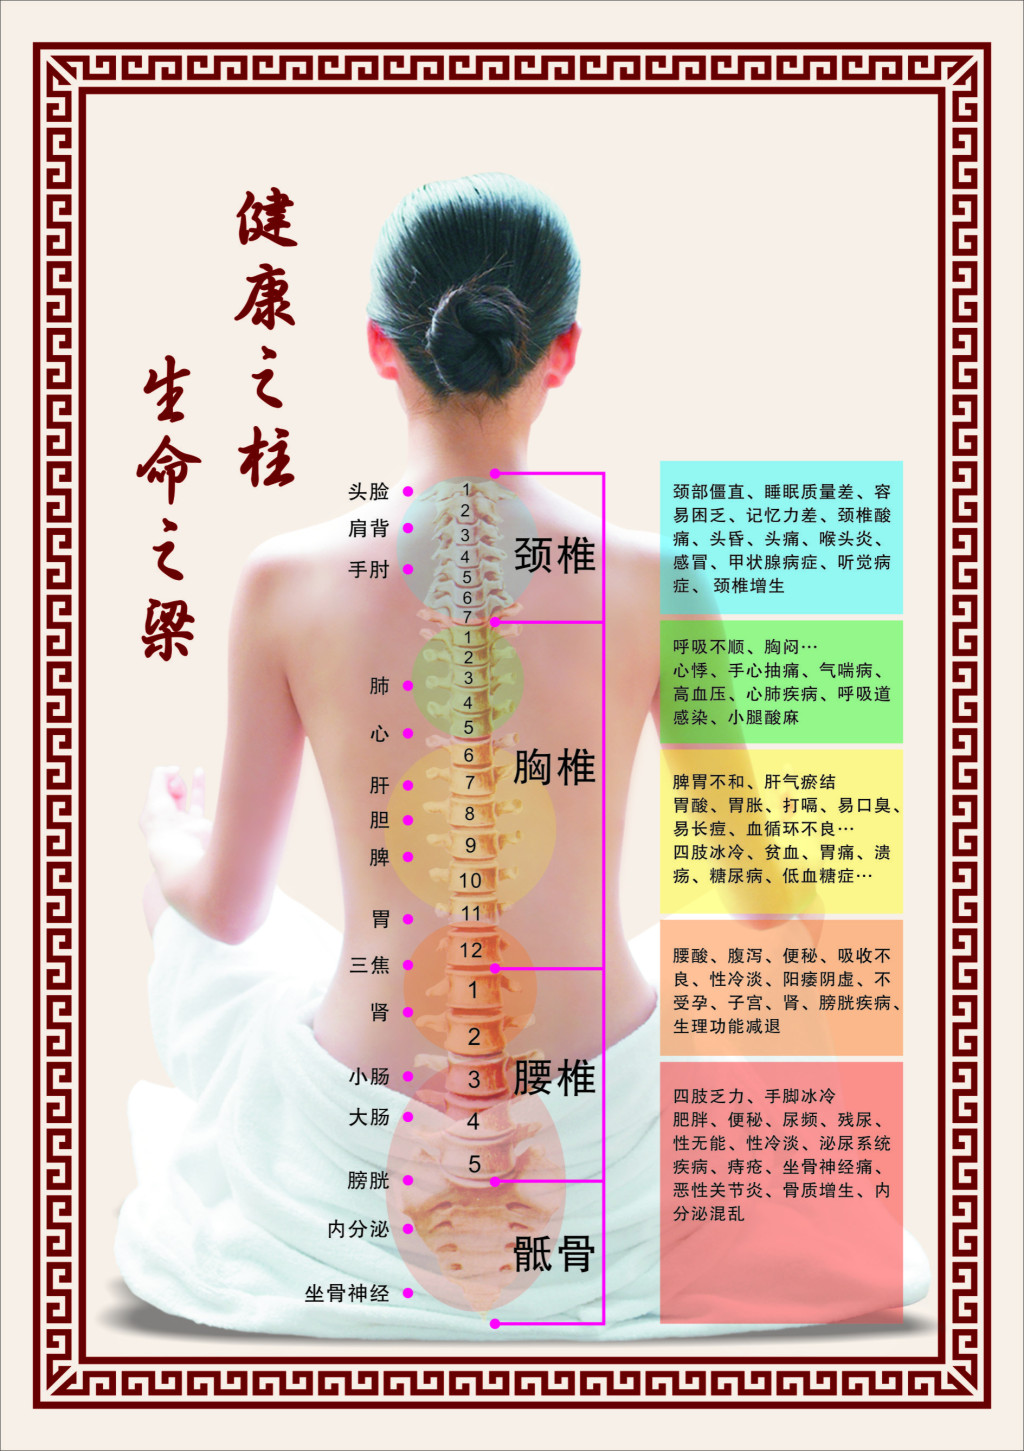 健康之柱
生命之梁
头脸
肩背
手肘
肺
心
肝
胆
脾
胃
三焦
肾
小肠
大肠
膀胱
内分泌
坐骨神经
1
2
3
4
5
6
7
1
2
3
4
5
6
7
8
9
10
11
12
1
2
3
4
5
颈椎
胸椎
腰椎
骶骨
颈部僵直、睡眠质量差、容
易困乏、记忆力差、颈椎酸
痛、头昏、头痛、喉头炎、
感冒、甲状腺病症、听觉病
症、颈椎增生
呼吸不顺、胸闷…
心悸、手心抽痛、气喘病、
高血压、心肺疾病、呼吸道
感染、小腿酸麻
脾胃不和、肝气瘀结
胃酸、胃胀、打嗝、易口臭、
易长痘、血循环不良…
四肢冰冷、贫血、胃痛、溃
疡、糖尿病、低血糖症…
腰酸、腹泻、便秘、吸收不
良、性冷淡、阳痿阴虚、不
受孕、子宫、肾、膀胱疾病、
生理功能减退
四肢乏力、手脚冰冷
肥胖、便秘、尿频、残尿、
性无能、性冷淡、泌尿系统
疾病、痔疮、坐骨神经痛、
恶性关节炎、骨质增生、内
分泌混乱